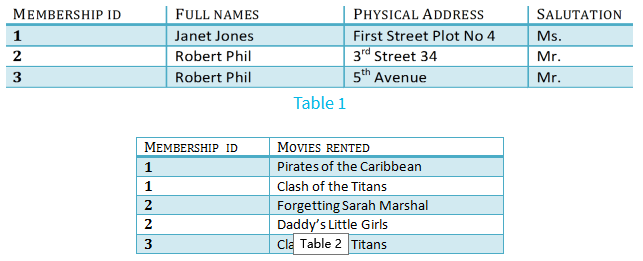 MEMBERSHIP ID FULL NAMES PHYSICAL ADDRESS SALUTATION
1 Janet Jones First Street Plot No 4 Ms.
2 Robert Phil 3rd Street 34 Mr.
3 Robert Phil 5th Avenue Mr.
Table 1
MEMBERSHIP ID MOVIES RENTED
1 Pirates of the Caribbean
1 Clash of the Titans
2 Forgetting Sarah Marshal
2 Daddy's Little Girls
3 Titans
Table 2